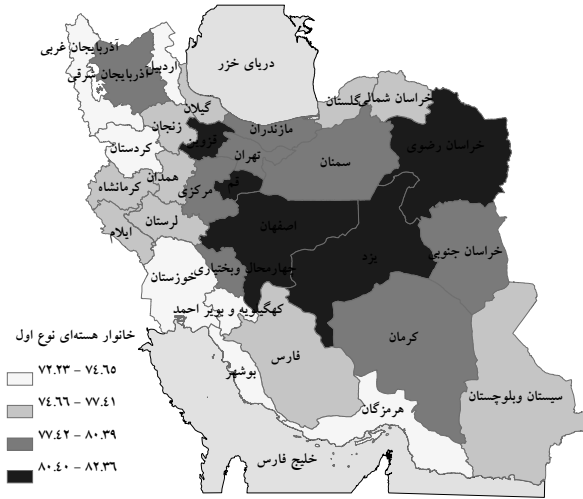 دریای خزر
آذربایجان غربی
آذربایجان شرقی
اردبیل
گیلان
گلستان
خراسان شمالی
زنجان
قزوین
مازندران
خراسان رضوی
کردستان
تهران
سمنان
همدان
قم
کرمانشاه
مرکزی
لرستان
ایلام
اصفهان
خراسان جنوبی
یزد
چهارمحال وبختیاری
خوزستان
کهگیلویه و بویر احمد
کرمان
فارس
بوشهر
سیستان وبلوچستان
هرمزگان
خلیج فارس
خانوار هسته‌ای نوع اول
۷۲.۲۳ – ۷۴.۶۵
۷۴.۶۶ – ۷۷.۴۱
۷۷.۴۲ – ۸۰.۳۹
۸۰.۴۰ – ۸۲.۳۶